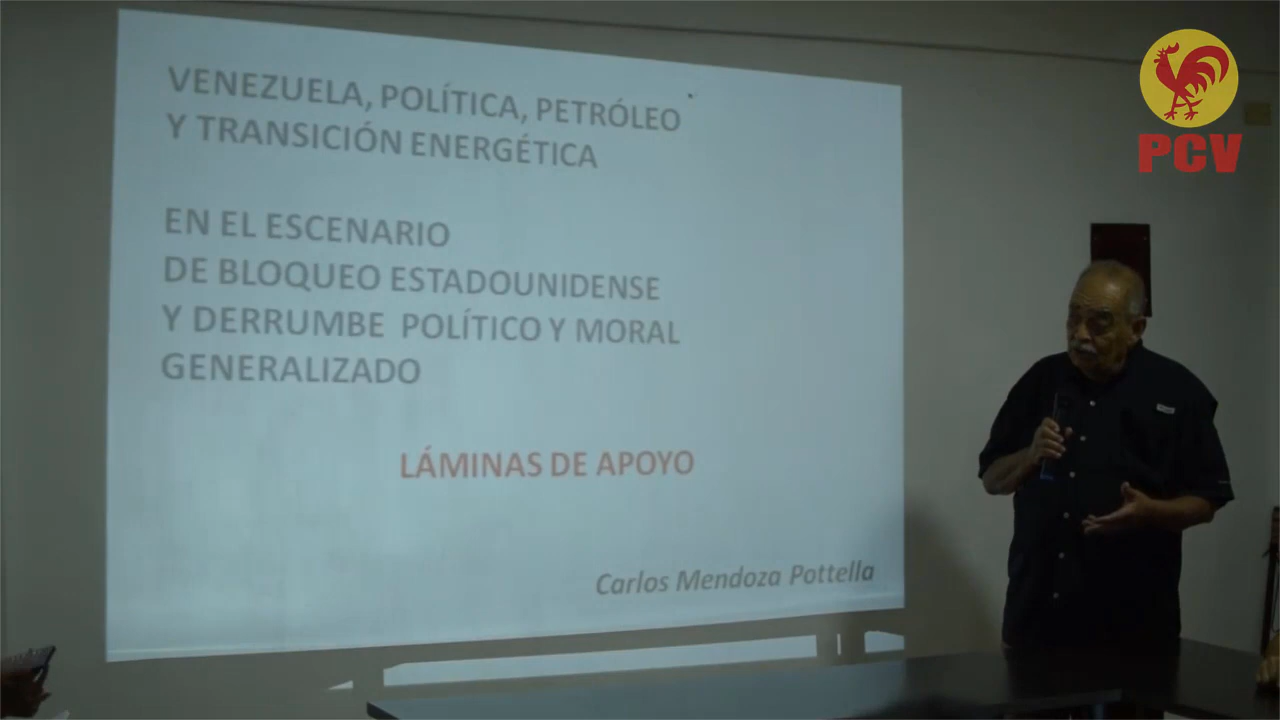 VENEZUELA, POLÍTICA, PETRÓLEO
Y TRANSICIÓN ENERGÉTICA
EN EL ESCENARIO
DE BLOQUEO ESTADOUNIDENSE
Y DERRUMBE POLÍTICO Y MORAL
GENERALIZADO
LÁMINAS DE APOYO
Carlos Mendoza Pottella
PCV